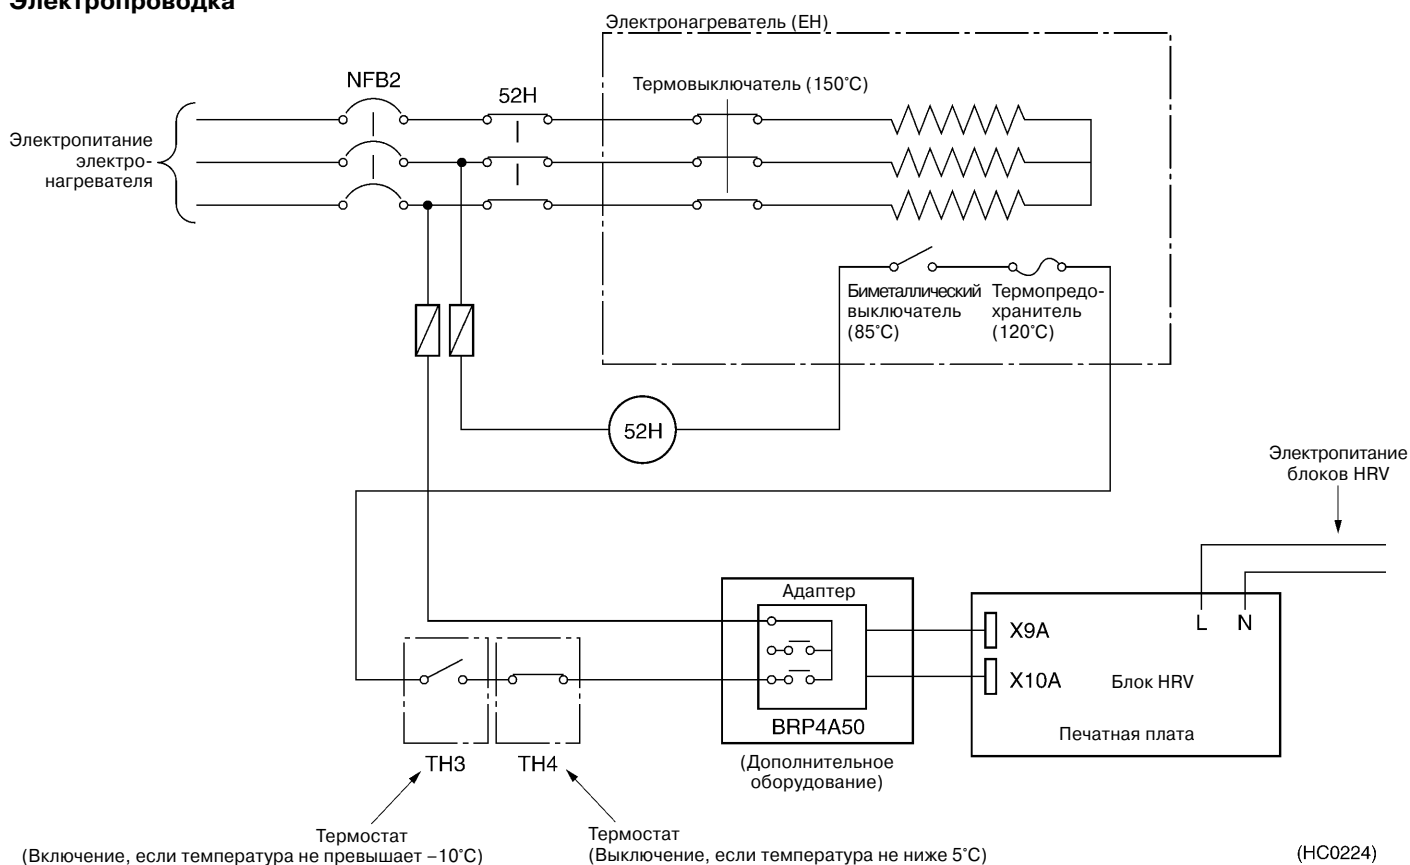 Электропроводка
Электронагреватель (EH)
NFB2
52H
Термовыключатель (150˚C)
Электропитание
электро-
нагревателя
Биметаллический
выключатель
(85˚C)
Термопредо-
хранитель
(120˚C)
52H
Электропитание
блоков HRV
Адаптер
BRP4A50
(Дополнительное
оборудование)
X9A
X10A
L
N
Блок HRV
Печатная плата
TH3
TH4
Термостат
(Включение, если температура не превышает –10˚C)
Термостат
(Выключение, если температура не ниже 5˚C)
(HC0224)